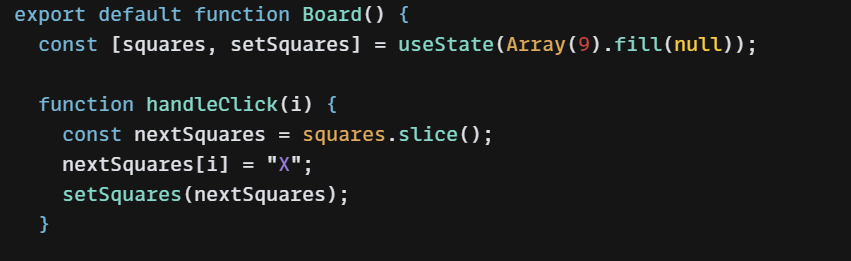 export default function Board() {
  const [squares, setSquares] = useState(Array(9).fill(null));
  function handleClick(i) {
    const nextSquares = squares.slice();
    nextSquares[i] = "X";
    setSquares(nextSquares);
  }